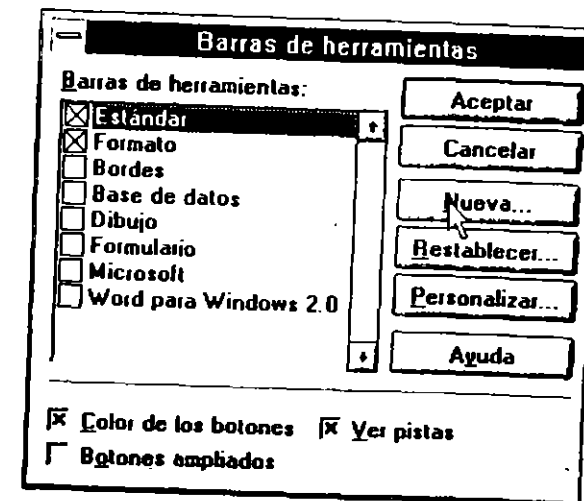 Barras de herramientas
Barras de herramientas:
Estándar
Formato
Bordes
Base de datos
Dibujo
Formulario
Microsoft
Word para Windows 2.0
Aceptar
Cancelar
Nueva...
Restablecer...
Personalizar...
Ayuda
Color de los botones
Ver pistas
Botones ampliados